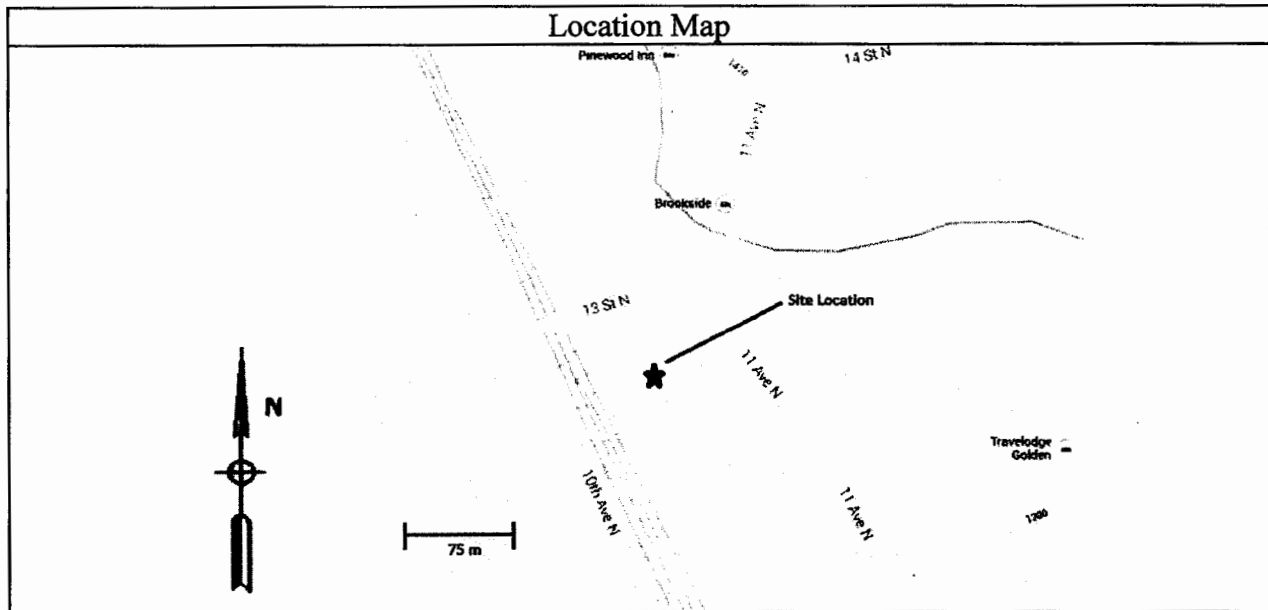 Location Map
Pinewood Inn
14 St N
11 Ave N
Brookside
13 St N
Site Location
11 Ave N
N
Travelodge
Golden
10th Ave N
11 Ave N
1200
75 m